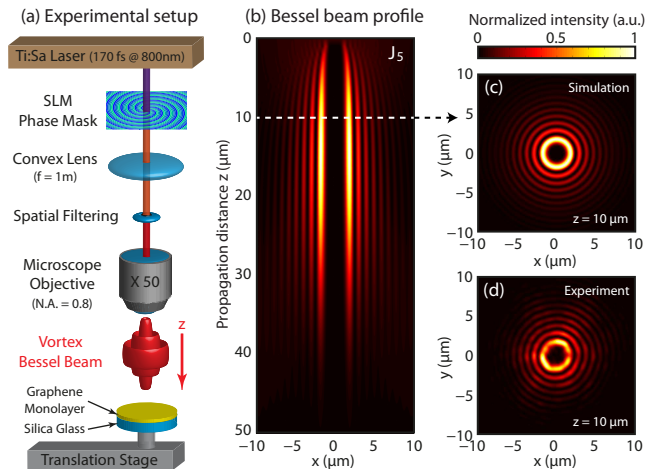 (a) Experimental setup
Ti:Sa Laser (170 fs @ 800nm)
SLM
Phase Mask
Convex Lens
(f = 1m)
Spatial Filtering
Microscope
Objective
(N.A. = 0.8)
X 50
Vortex
Bessel Beam
z
Graphene
Monolayer
Silica Glass
Translation Stage
(b) Bessel beam profile
J5
Propagation distance z (μm)
0
10
20
30
40
50
−10
−5
0
5
10
x (μm)
Normalized intensity (a.u.)
0
0.5
1
(c)
Simulation
z = 10 μm
y (μm)
10
5
0
−5
−10
−10
−5
0
5
10
x (μm)
(d)
Experiment
z = 10 μm
y (μm)
10
5
0
−5
−10
−10
−5
0
5
10
x (μm)